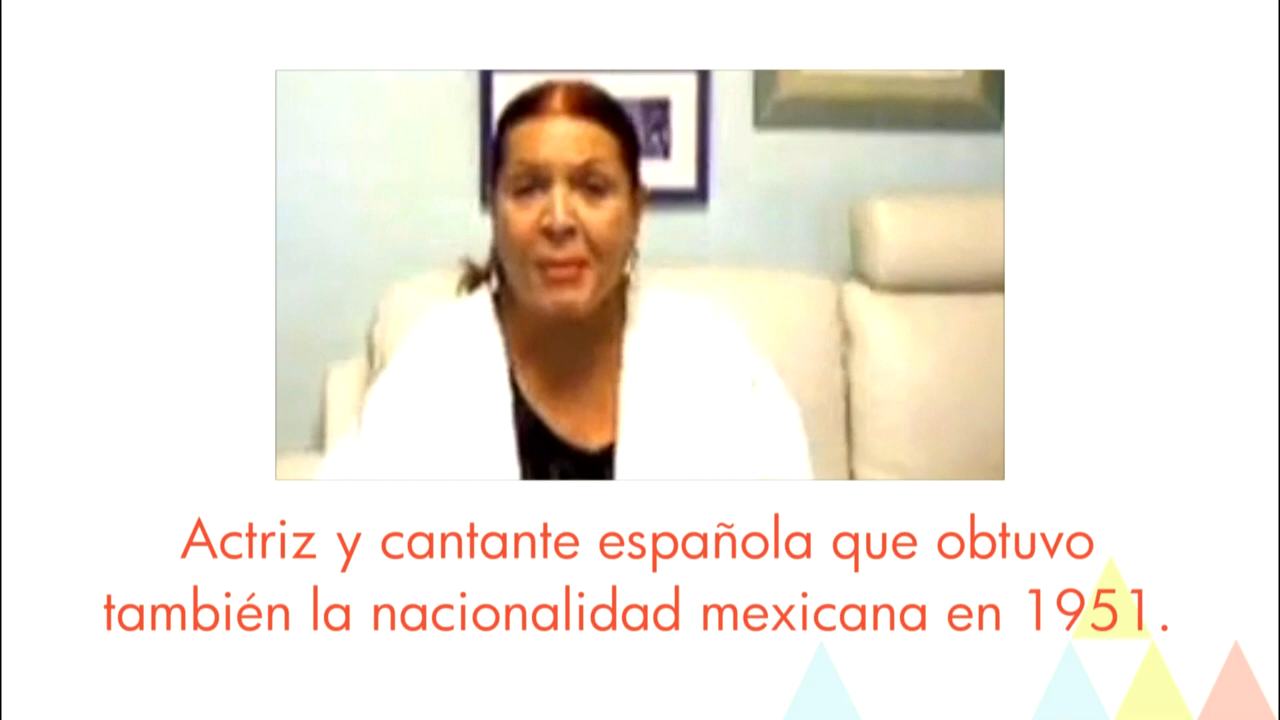 Actriz y cantante española que obtuvo
también la nacionalidad mexicana en 1951.